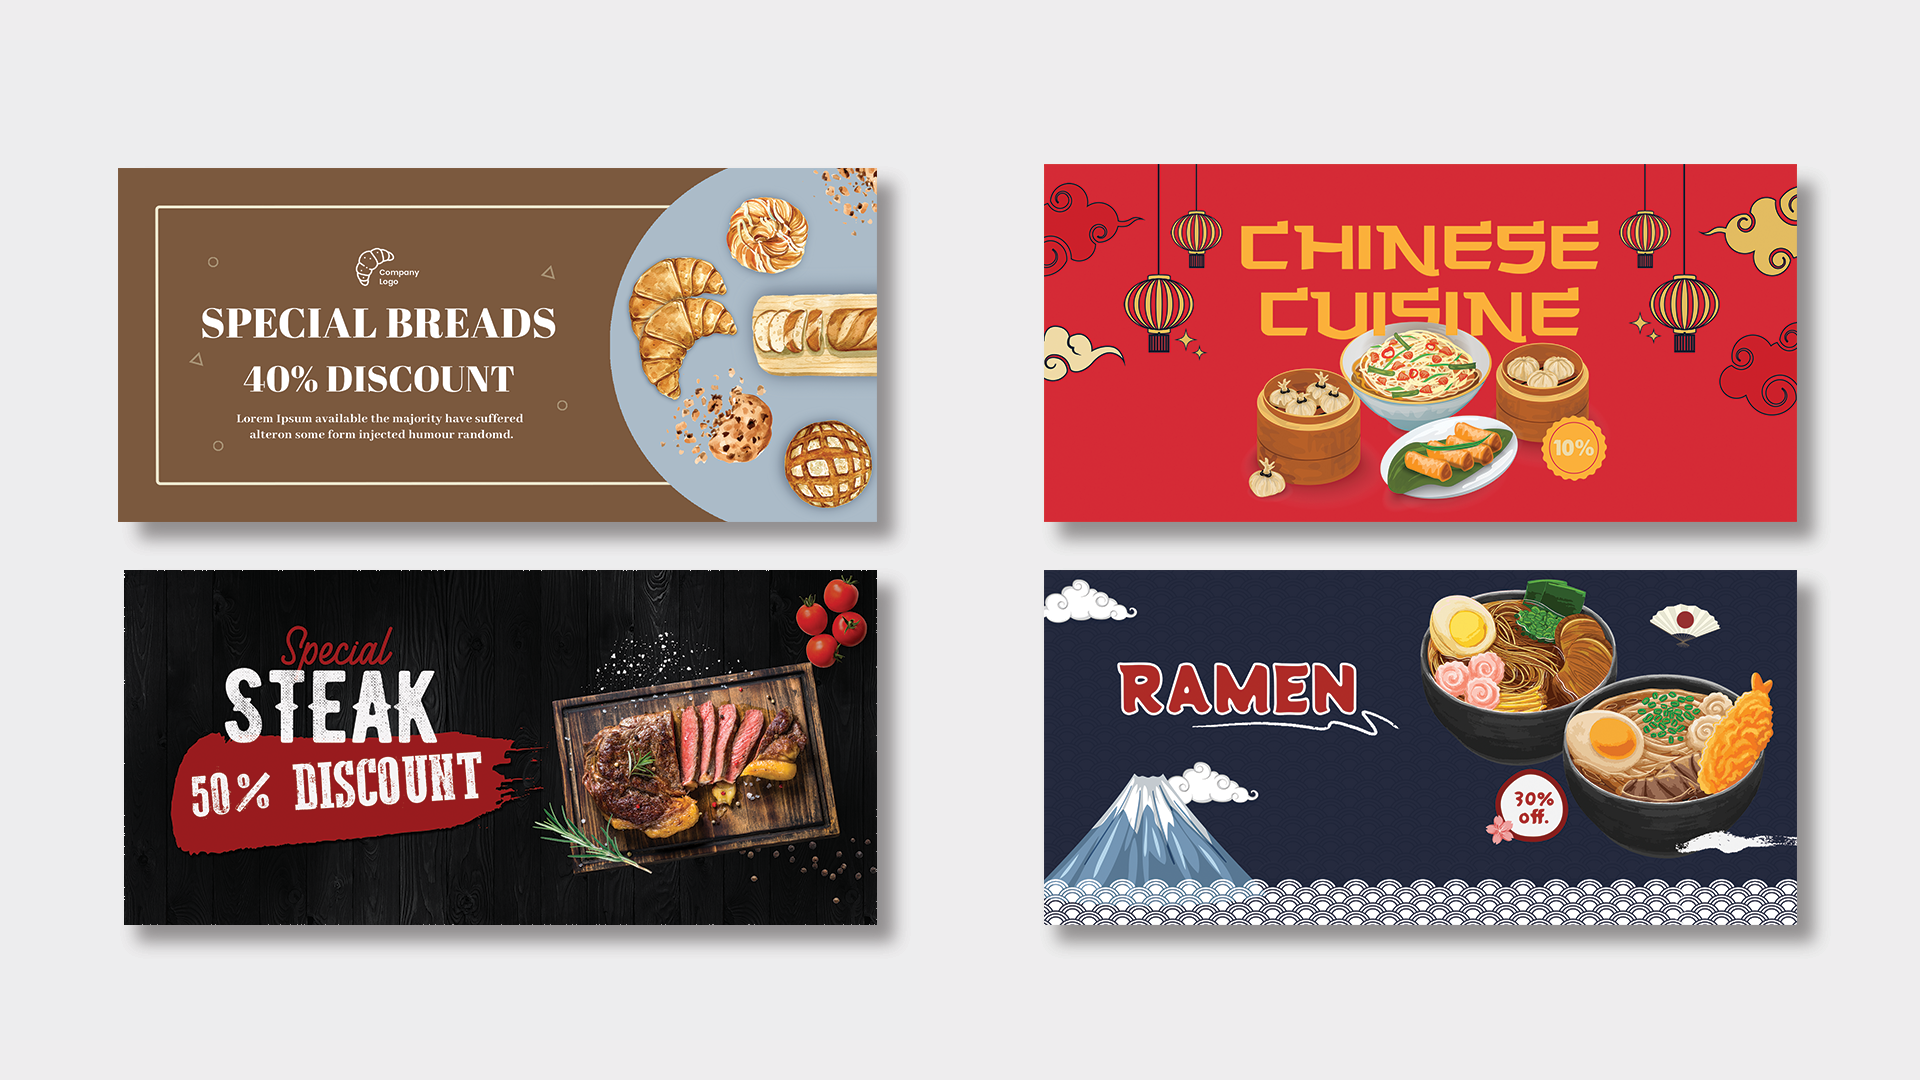 Company
Logo
SPECIAL BREADS
40% DISCOUNT
Lorem Ipsum available the majority have suffered
alteron some form injected humour randomd.
CHINESE
CUISINE
10%
Special
STEAK
50% DISCOUNT
RAMEN
30%
off.